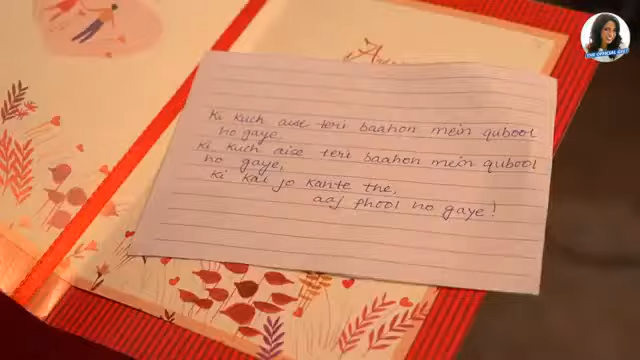 Ki kuch aise teri baahon mein qubool
ho gaye.
Ki kuch aise teri baahon mein qubool
ho gaye,
Ki kal jo kante the,
aaj phool ho gaye!